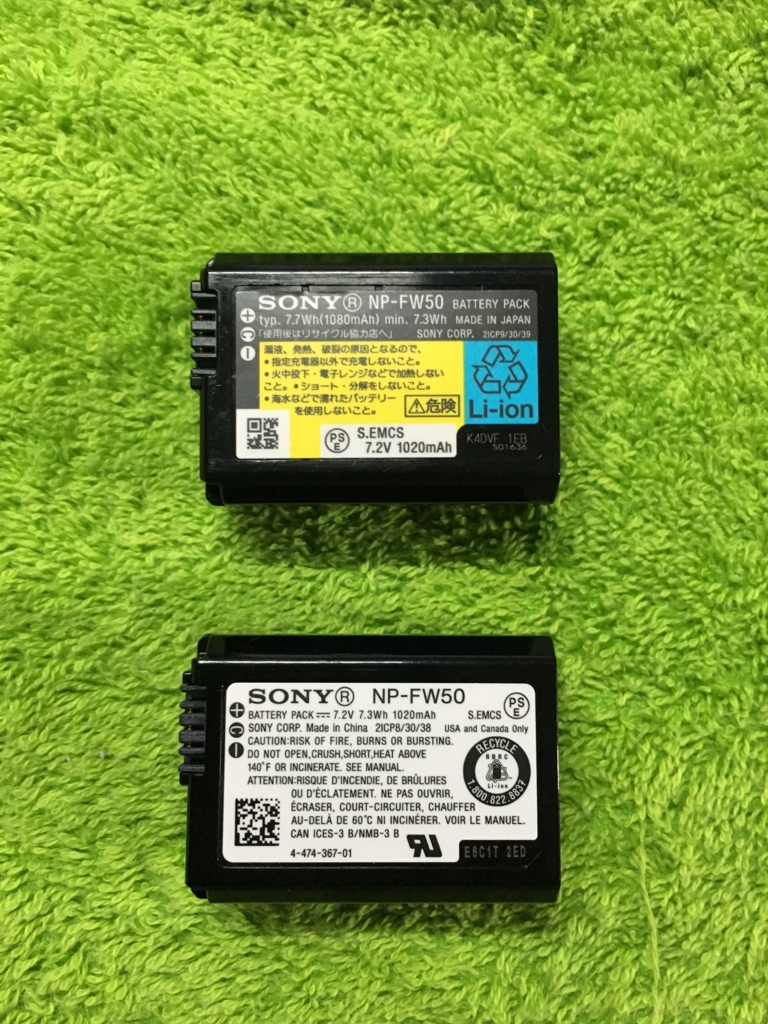 SONY® NP-FW50 BATTERY PACK
typ. 7.7Wh(1080mAh) min. 7.3Wh MADE IN JAPAN
「使用後はリサイクル協力店へ」 SONY CORP. 2ICP9/30/39
漏液、発熱、破裂の原因となるので、
•指定充電器以外で充電しないこと。
•火中投下・電子レンジなどで加熱しない
こと。•ショート・分解をしないこと。
•海水などで濡れたバッテリー
を使用しないこと。
⚠危険
Li-ion
PS E S.EMCS
7.2V 1020mAh
K4DVF 1EB
S01636
SONY® NP-FW50
BATTERY PACK ⎓ 7.2V 7.3Wh 1020mAh S.EMCS PS E
SONY CORP. Made in China 2ICP8/30/38 USA and Canada Only
CAUTION:RISK OF FIRE, BURNS OR BURSTING.
DO NOT OPEN,CRUSH,SHORT,HEAT ABOVE
140°F OR INCINERATE. SEE MANUAL.
ATTENTION:RISQUE D'INCENDIE, DE BRÛLURES
OU D'ÉCLATEMENT. NE PAS OUVRIR,
ÉCRASER, COURT-CIRCUITER, CHAUFFER
AU-DELÀ DE 60°C NI INCINÉRER. VOIR LE MANUEL.
CAN ICES-3 B/NMB-3 B
4-474-367-01
RECYCLE
RBRC
Li-ion
1.800.822.8837
E8C1T 2ED